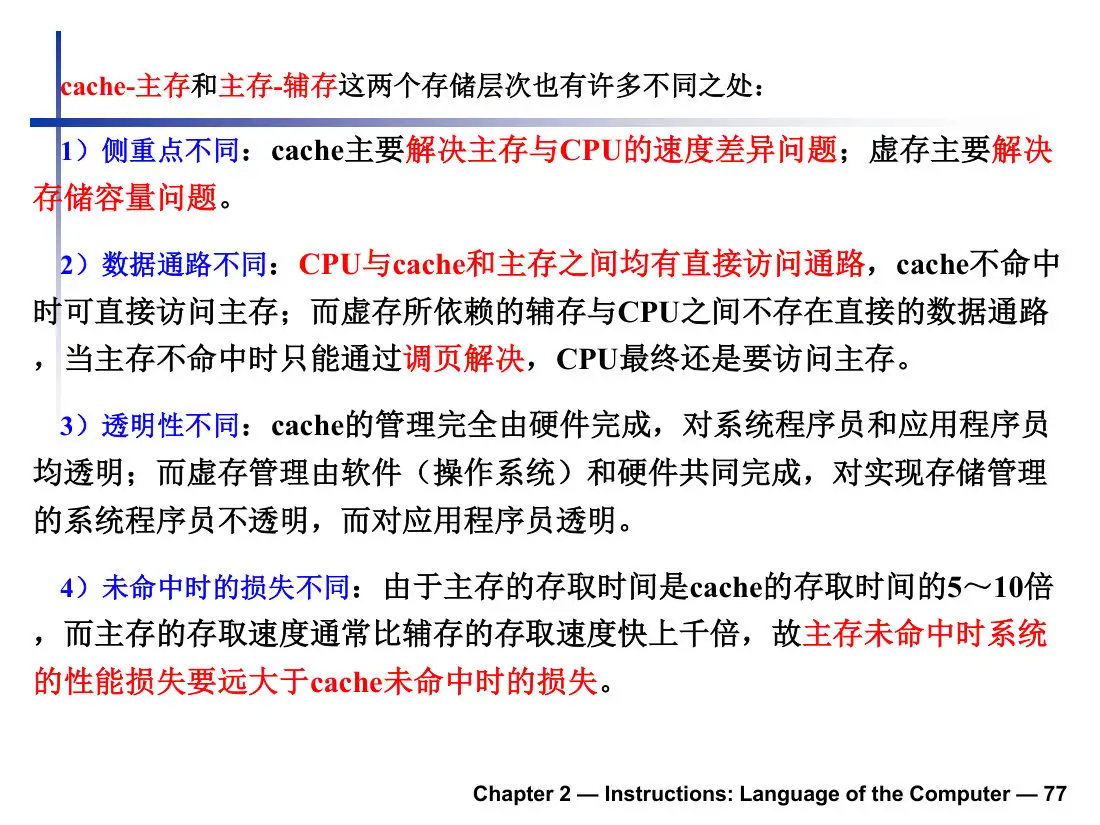 cache-主存和主存-辅存这两个存储层次也有许多不同之处：
1）侧重点不同：cache主要解决主存与CPU的速度差异问题；虚存主要解决
存储容量问题。
2）数据通路不同：CPU与cache和主存之间均有直接访问通路，cache不命中
时可直接访问主存；而虚存所依赖的辅存与CPU之间不存在直接的数据通路
，当主存不命中时只能通过调页解决，CPU最终还是要访问主存。
3）透明性不同：cache的管理完全由硬件完成，对系统程序员和应用程序员
均透明；而虚存管理由软件（操作系统）和硬件共同完成，对实现存储管理
的系统程序员不透明，而对应用程序员透明。
4）未命中时的损失不同：由于主存的存取时间是cache的存取时间的5～10倍
，而主存的存取速度通常比辅存的存取速度快上千倍，故主存未命中时系统
的性能损失要远大于cache未命中时的损失。
Chapter 2 — Instructions: Language of the Computer — 77